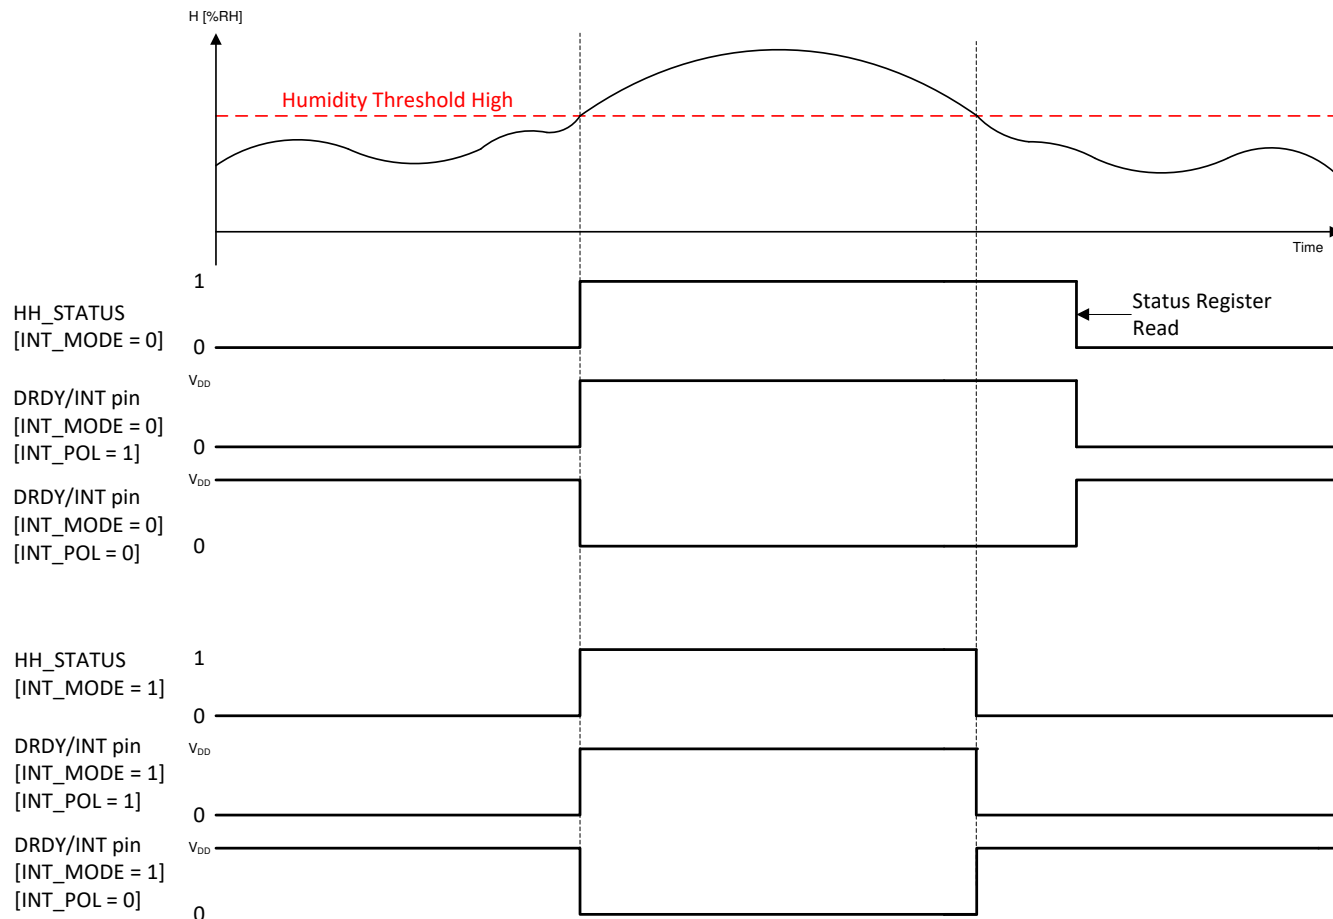 H [%RH]
Humidity Threshold High
Time
1
HH_STATUS
[INT_MODE = 0]
0
Status Register
Read
V_DD
DRDY/INT pin
[INT_MODE = 0]
[INT_POL = 1]
0
V_DD
DRDY/INT pin
[INT_MODE = 0]
[INT_POL = 0]
0
HH_STATUS
1
[INT_MODE = 1]
0
DRDY/INT pin
V_DD
[INT_MODE = 1]
[INT_POL = 1]
0
DRDY/INT pin
V_DD
[INT_MODE = 1]
[INT_POL = 0]
0